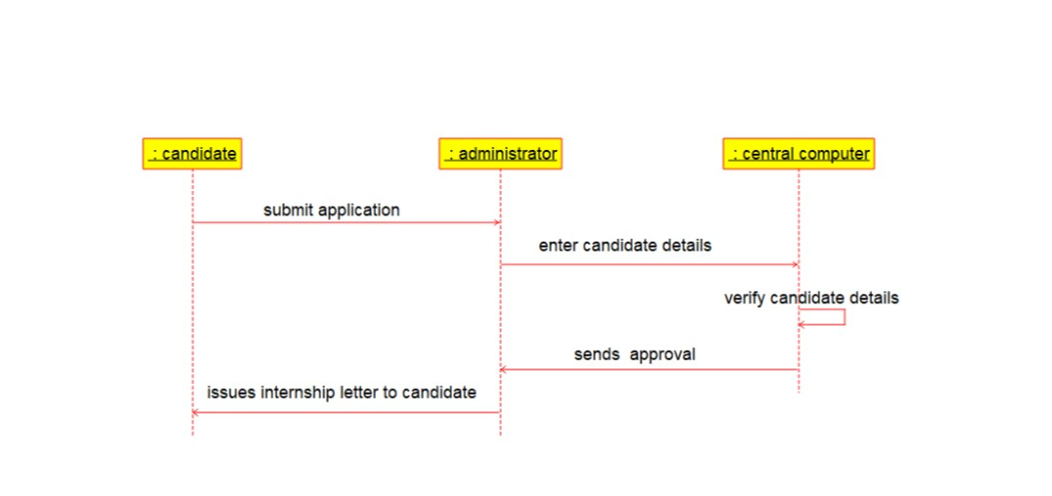 : candidate
: administrator
: central computer
submit application
enter candidate details
verify candidate details
sends  approval
issues internship letter to candidate